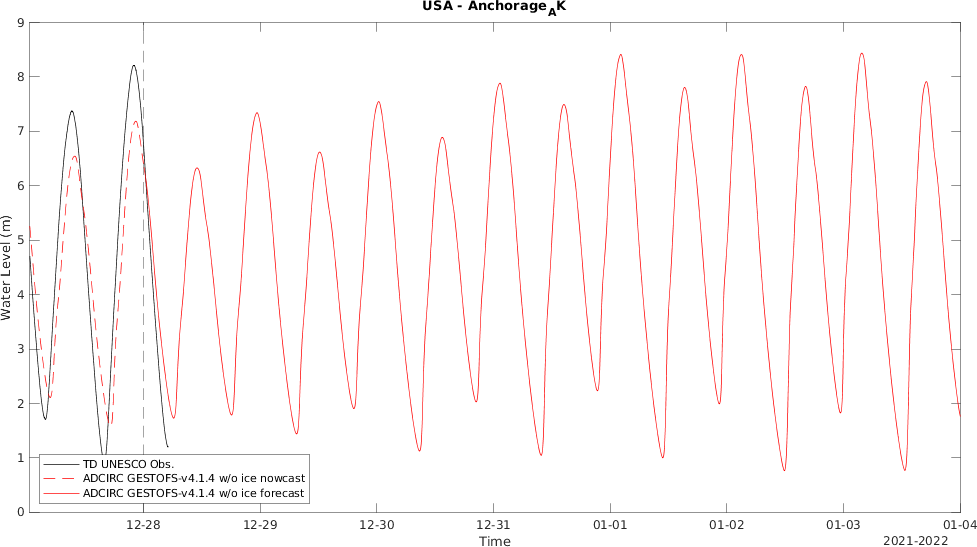 USA - Anchorage_AK
9
8
7
6
5
4
3
2
1
0
Water Level (m)
TD UNESCO Obs.
ADCIRC GESTOFS-v4.1.4 w/o ice nowcast
ADCIRC GESTOFS-v4.1.4 w/o ice forecast
12-28 12-29 12-30 12-31 01-01 01-02 01-03 01-04
Time
2021-2022